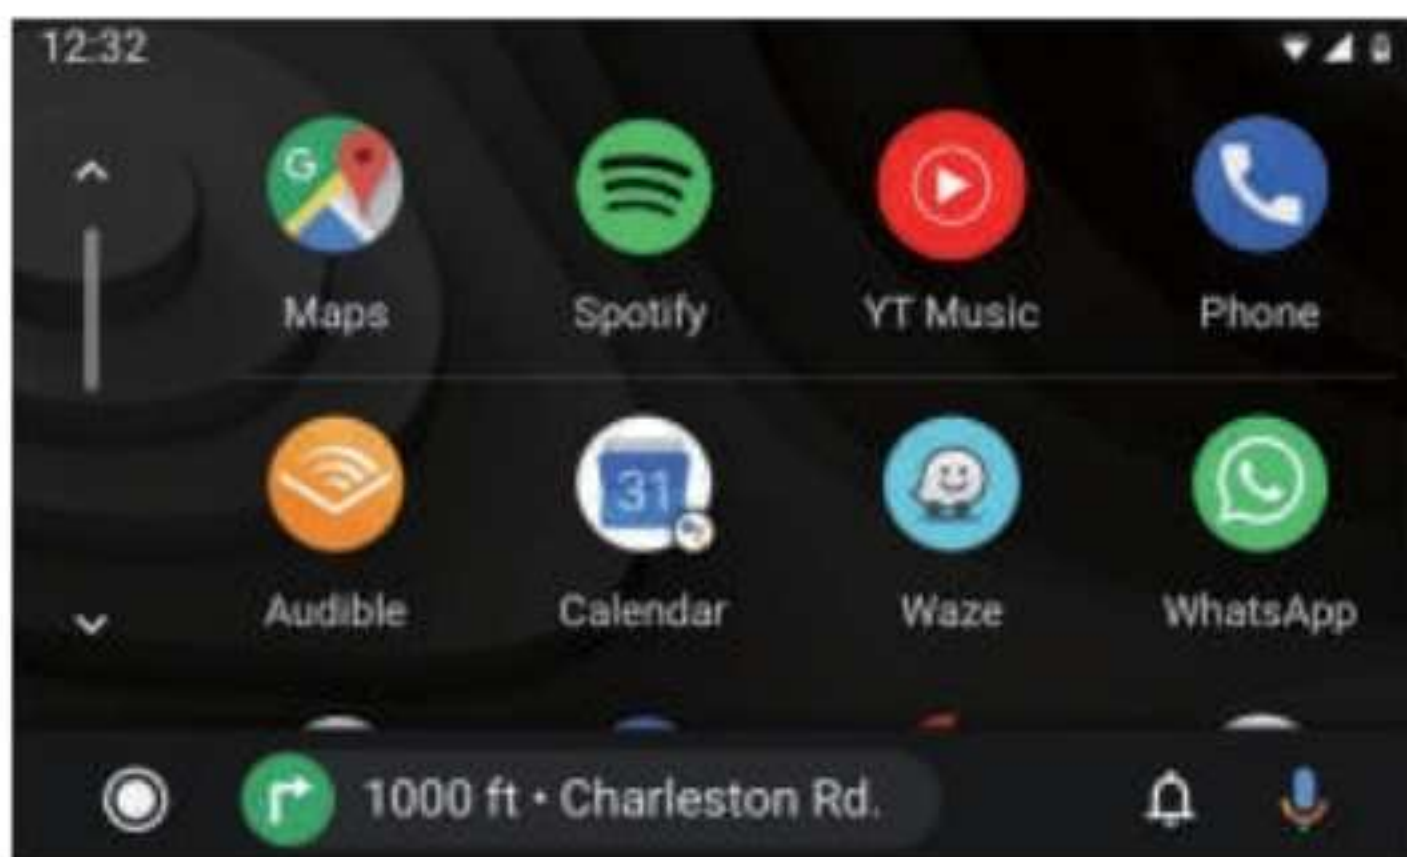 12:32
G
Maps Spotify YT Music Phone
31
Audible Calendar Waze WhatsApp
1000 ft • Charleston Rd.